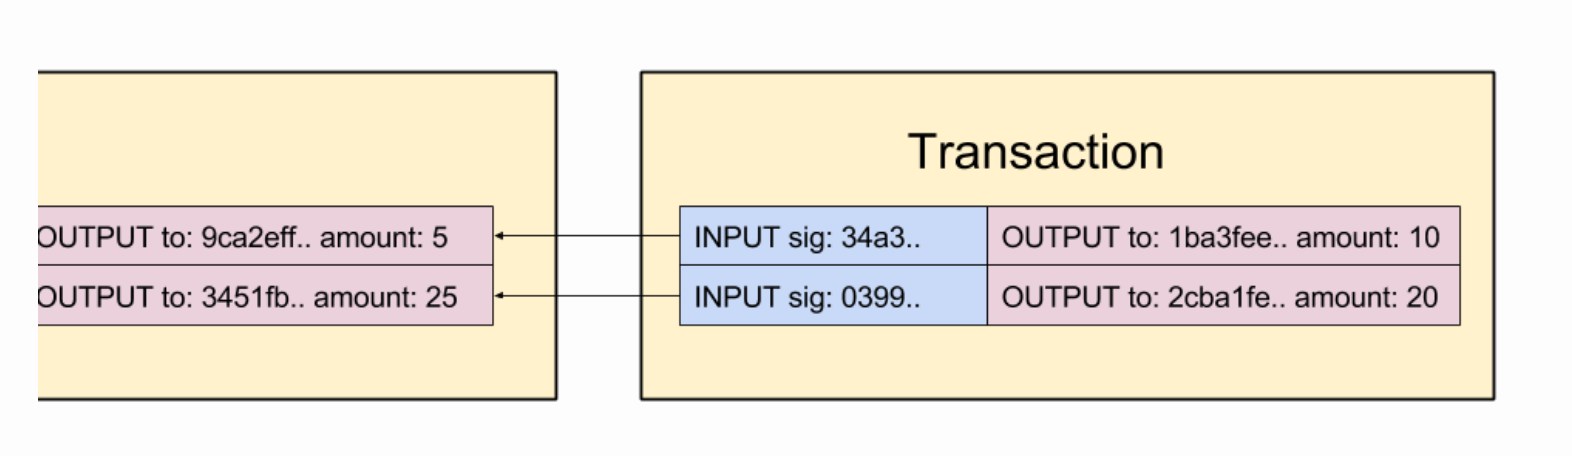 Transaction
OUTPUT to: 9ca2eff.. amount: 5
INPUT sig: 34a3..
OUTPUT to: 1ba3fee.. amount: 10
OUTPUT to: 3451fb.. amount: 25
INPUT sig: 0399..
OUTPUT to: 2cba1fe.. amount: 20